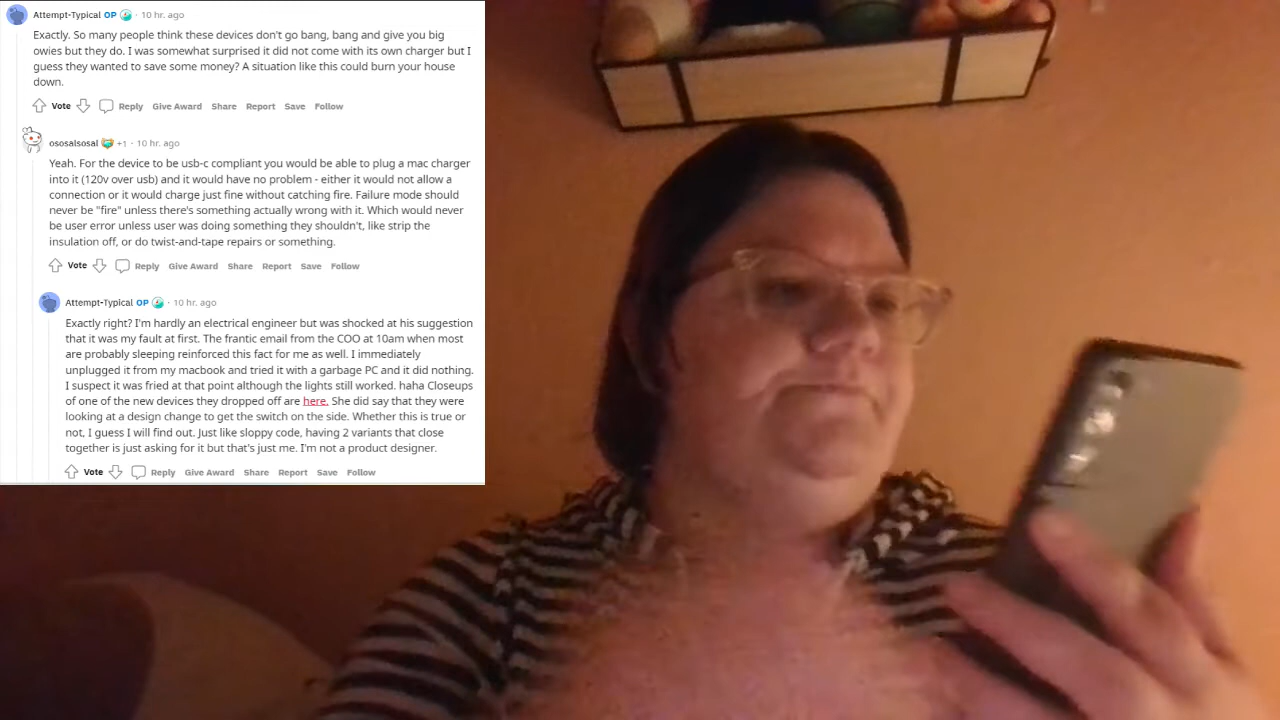 Attempt-Typical OP · 10 hr. ago
Exactly. So many people think these devices don't go bang, bang and give you big
owies but they do. I was somewhat surprised it did not come with its own charger but I
guess they wanted to save some money? A situation like this could burn your house
down.
Vote Reply Give Award Share Report Save Follow
ososalsosal +1 · 10 hr. ago
Yeah. For the device to be usb-c compliant you would be able to plug a mac charger
into it (120v over usb) and it would have no problem - either it would not allow a
connection or it would charge just fine without catching fire. Failure mode should
never be "fire" unless there's something actually wrong with it. Which would never
be user error unless user was doing something they shouldn't, like strip the
insulation off, or do twist-and-tape repairs or something.
Vote Reply Give Award Share Report Save Follow
Attempt-Typical OP · 10 hr. ago
Exactly right? I'm hardly an electrical engineer but was shocked at his suggestion
that it was my fault at first. The frantic email from the COO at 10am when most
are probably sleeping reinforced this fact for me as well. I immediately
unplugged it from my macbook and tried it with a garbage PC and it did nothing.
I suspect it was fried at that point although the lights still worked. haha Closeups
of one of the new devices they dropped off are here. She did say that they were
looking at a design change to get the switch on the side. Whether this is true or
not, I guess I will find out. Just like sloppy code, having 2 variants that close
together is just asking for it but that's just me. I'm not a product designer.
Vote Reply Give Award Share Report Save Follow